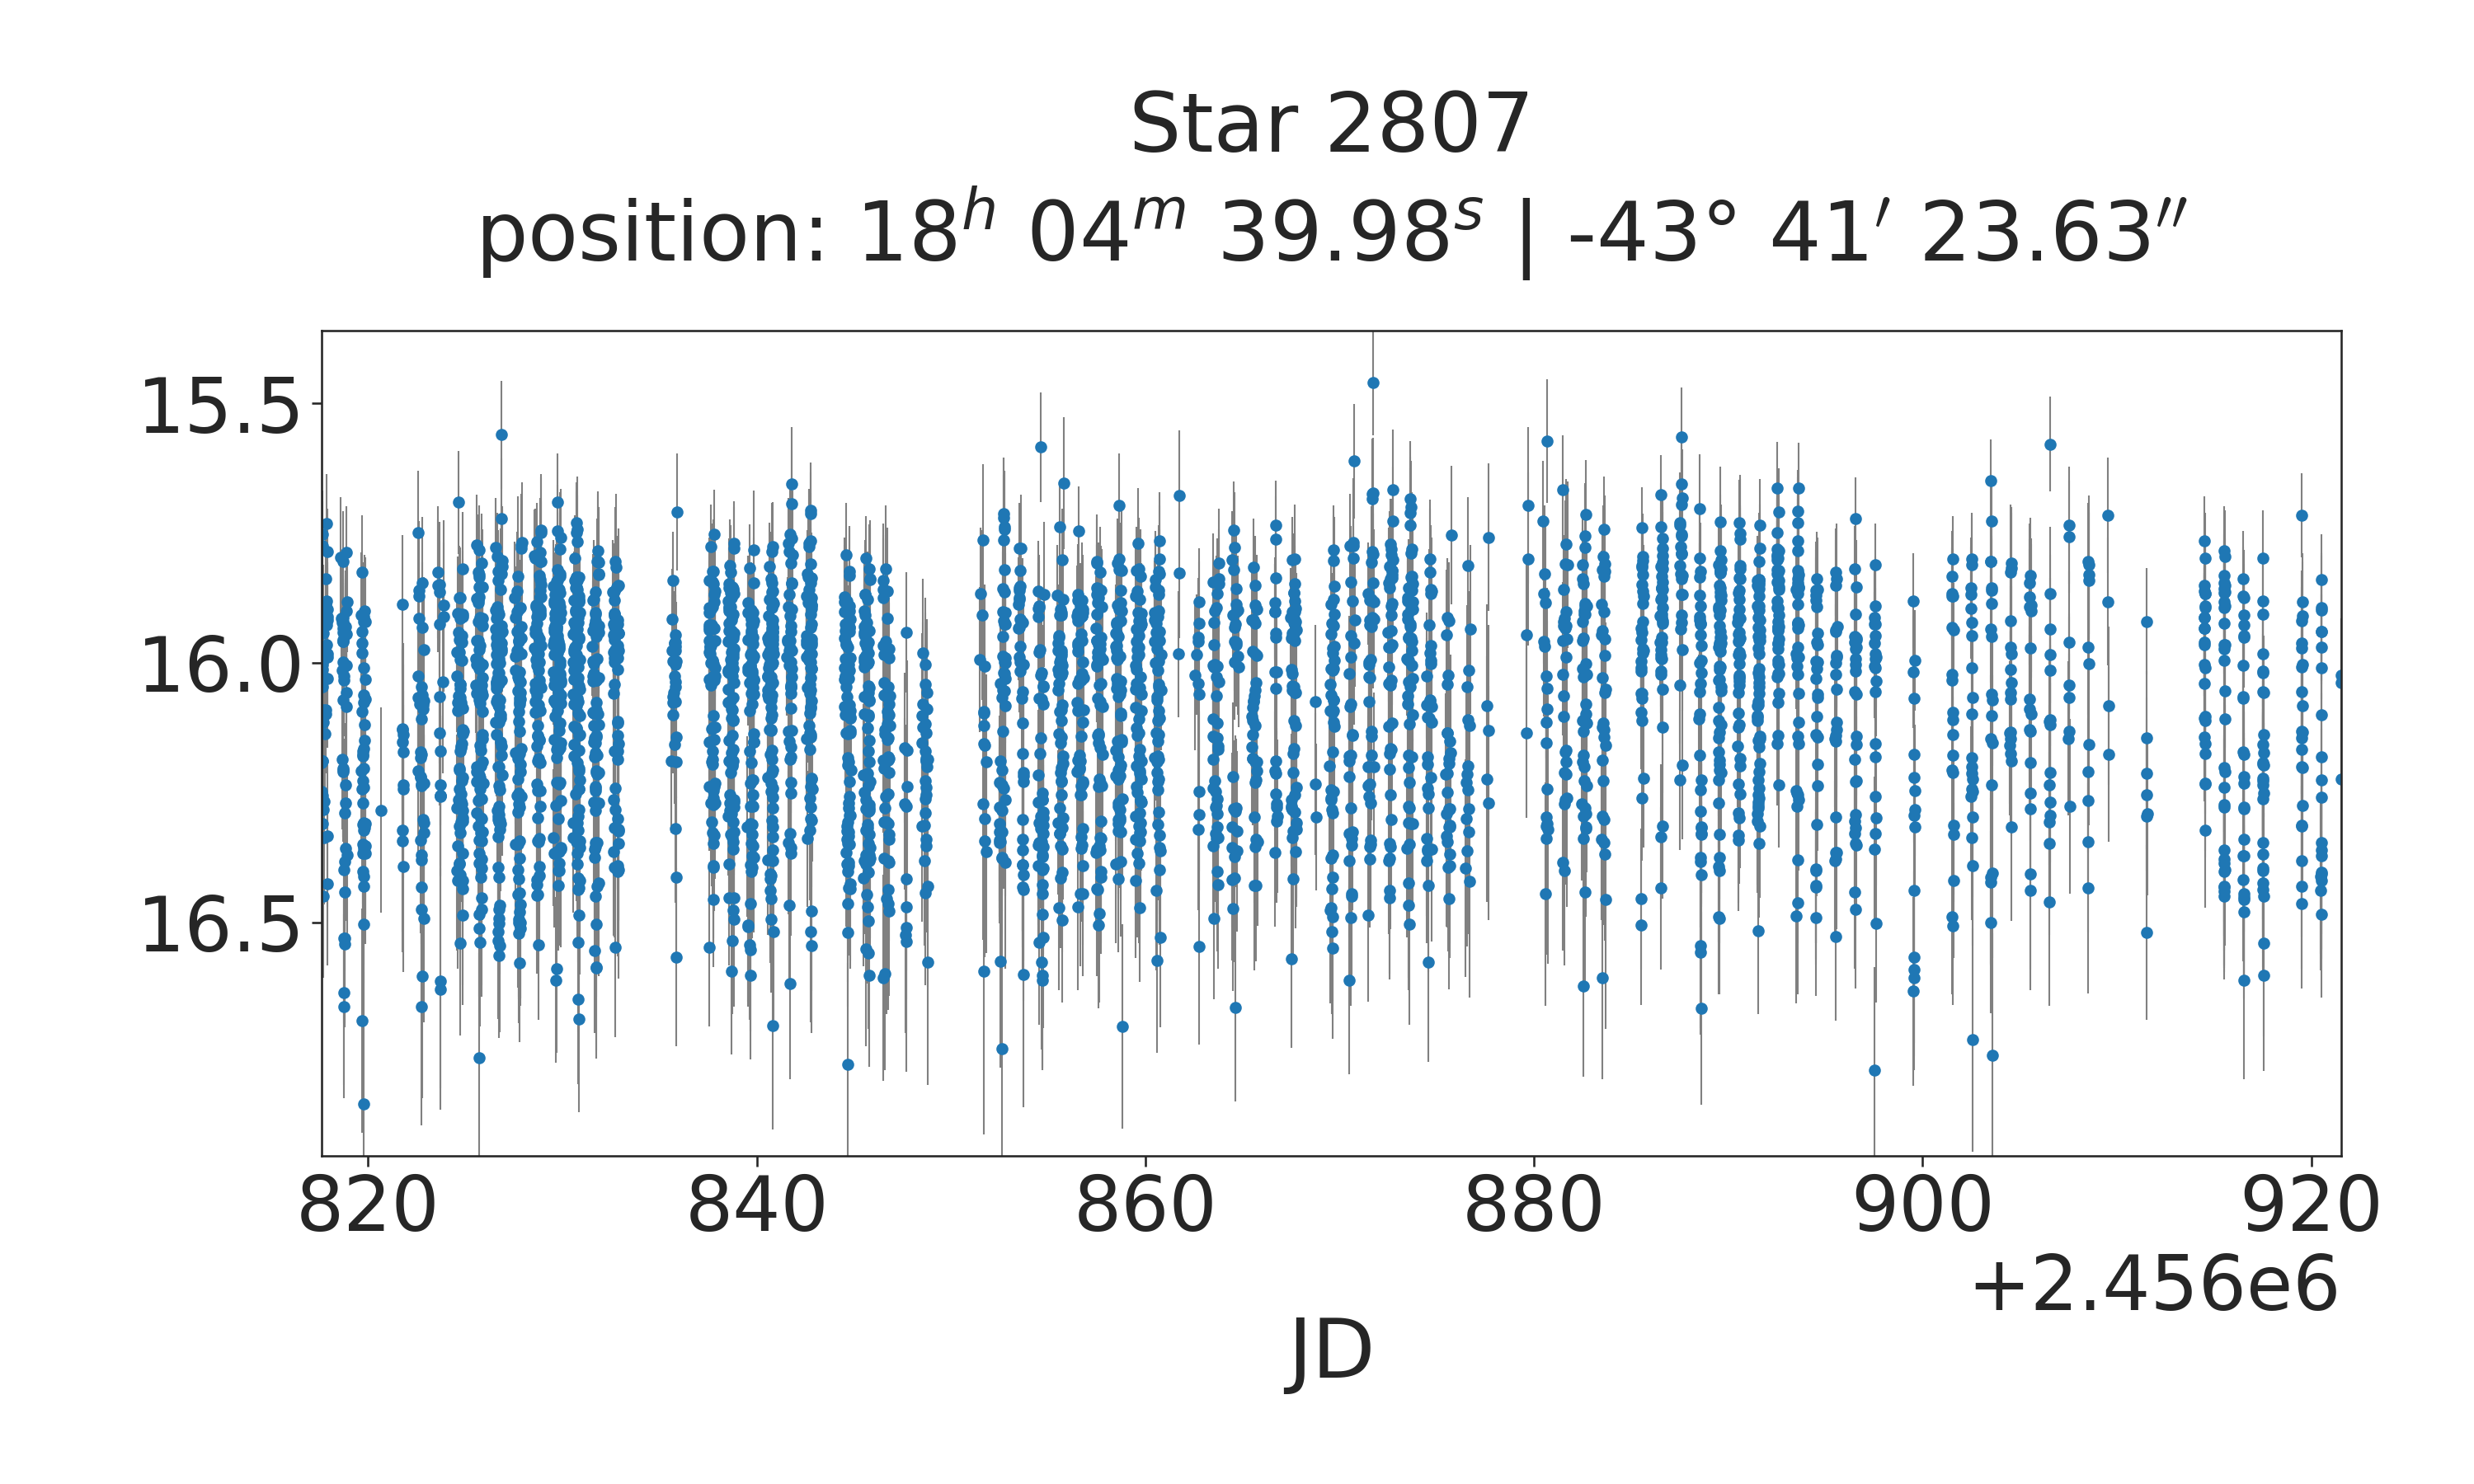 Star 2807
position: 18ʰ 04ᵐ 39.98ˢ | -43° 41′ 23.63″
15.5
16.0
16.5
820 840 860 880 900 920
+2.456e6
JD